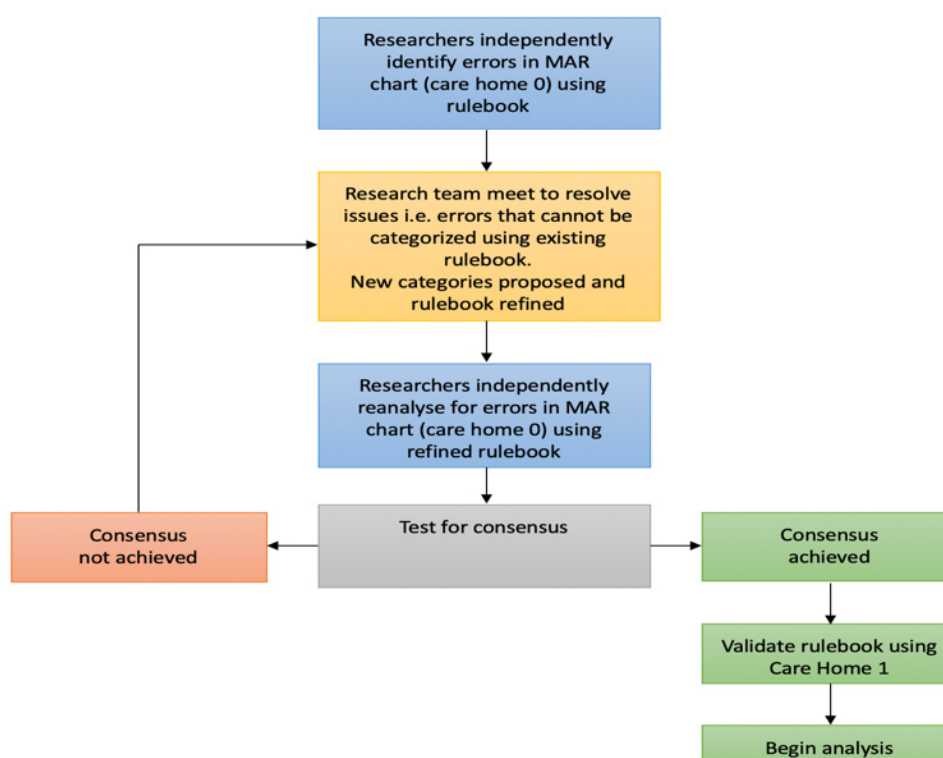 Researchers independently
identify errors in MAR
chart (care home 0) using
rulebook
Research team meet to resolve
issues i.e. errors that cannot be
categorized using existing
rulebook.
New categories proposed and
rulebook refined
Researchers independently
reanalyse for errors in MAR
chart (care home 0) using
refined rulebook
Test for consensus
Consensus
not achieved
Consensus
achieved
Validate rulebook using
Care Home 1
Begin analysis